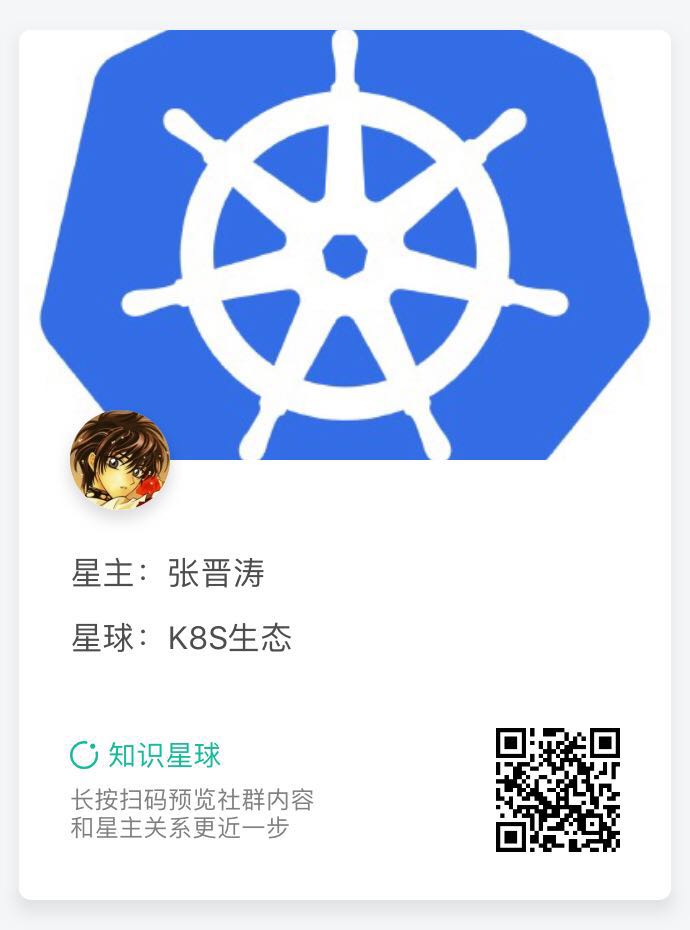 星主：张晋涛
星球：K8S生态
知识星球
长按扫码预览社群内容
和星主关系更近一步